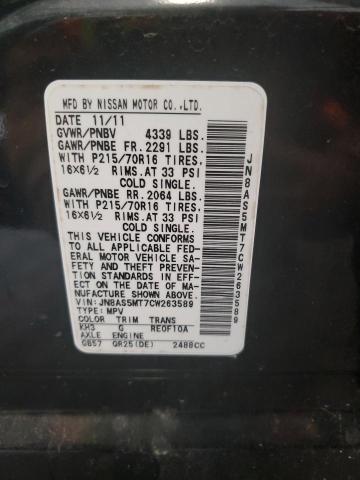 MFD BY NISSAN MOTOR CO.,LTD.
DATE 11/11
GVWR/PNBV 4339 LBS.
GAWR/PNBE FR. 2291 LBS.
WITH P215/70R16 TIRES,
16X6½ RIMS. AT 33 PSI
COLD SINGLE.
GAWR/PNBE RR. 2064 LBS.
WITH P215/70R16 TIRES,
16X6½ RIMS. AT 33 PSI
COLD SINGLE.
THIS VEHICLE CONFORMS
TO ALL APPLICABLE FED-
ERAL MOTOR VEHICLE SA-
FETY AND THEFT PREVEN-
TION STANDARDS IN EFF-
ECT ON THE DATE OF MA-
NUFACTURE SHOWN ABOVE.
VIN: JN8AS5MT7CW263589
TYPE: MPV
COLOR TRIM TRANS
KH3 G RE0F10A
AXLE ENGINE
GB57 QR25(DE) 2488CC
JN8AS5MT7CW263589